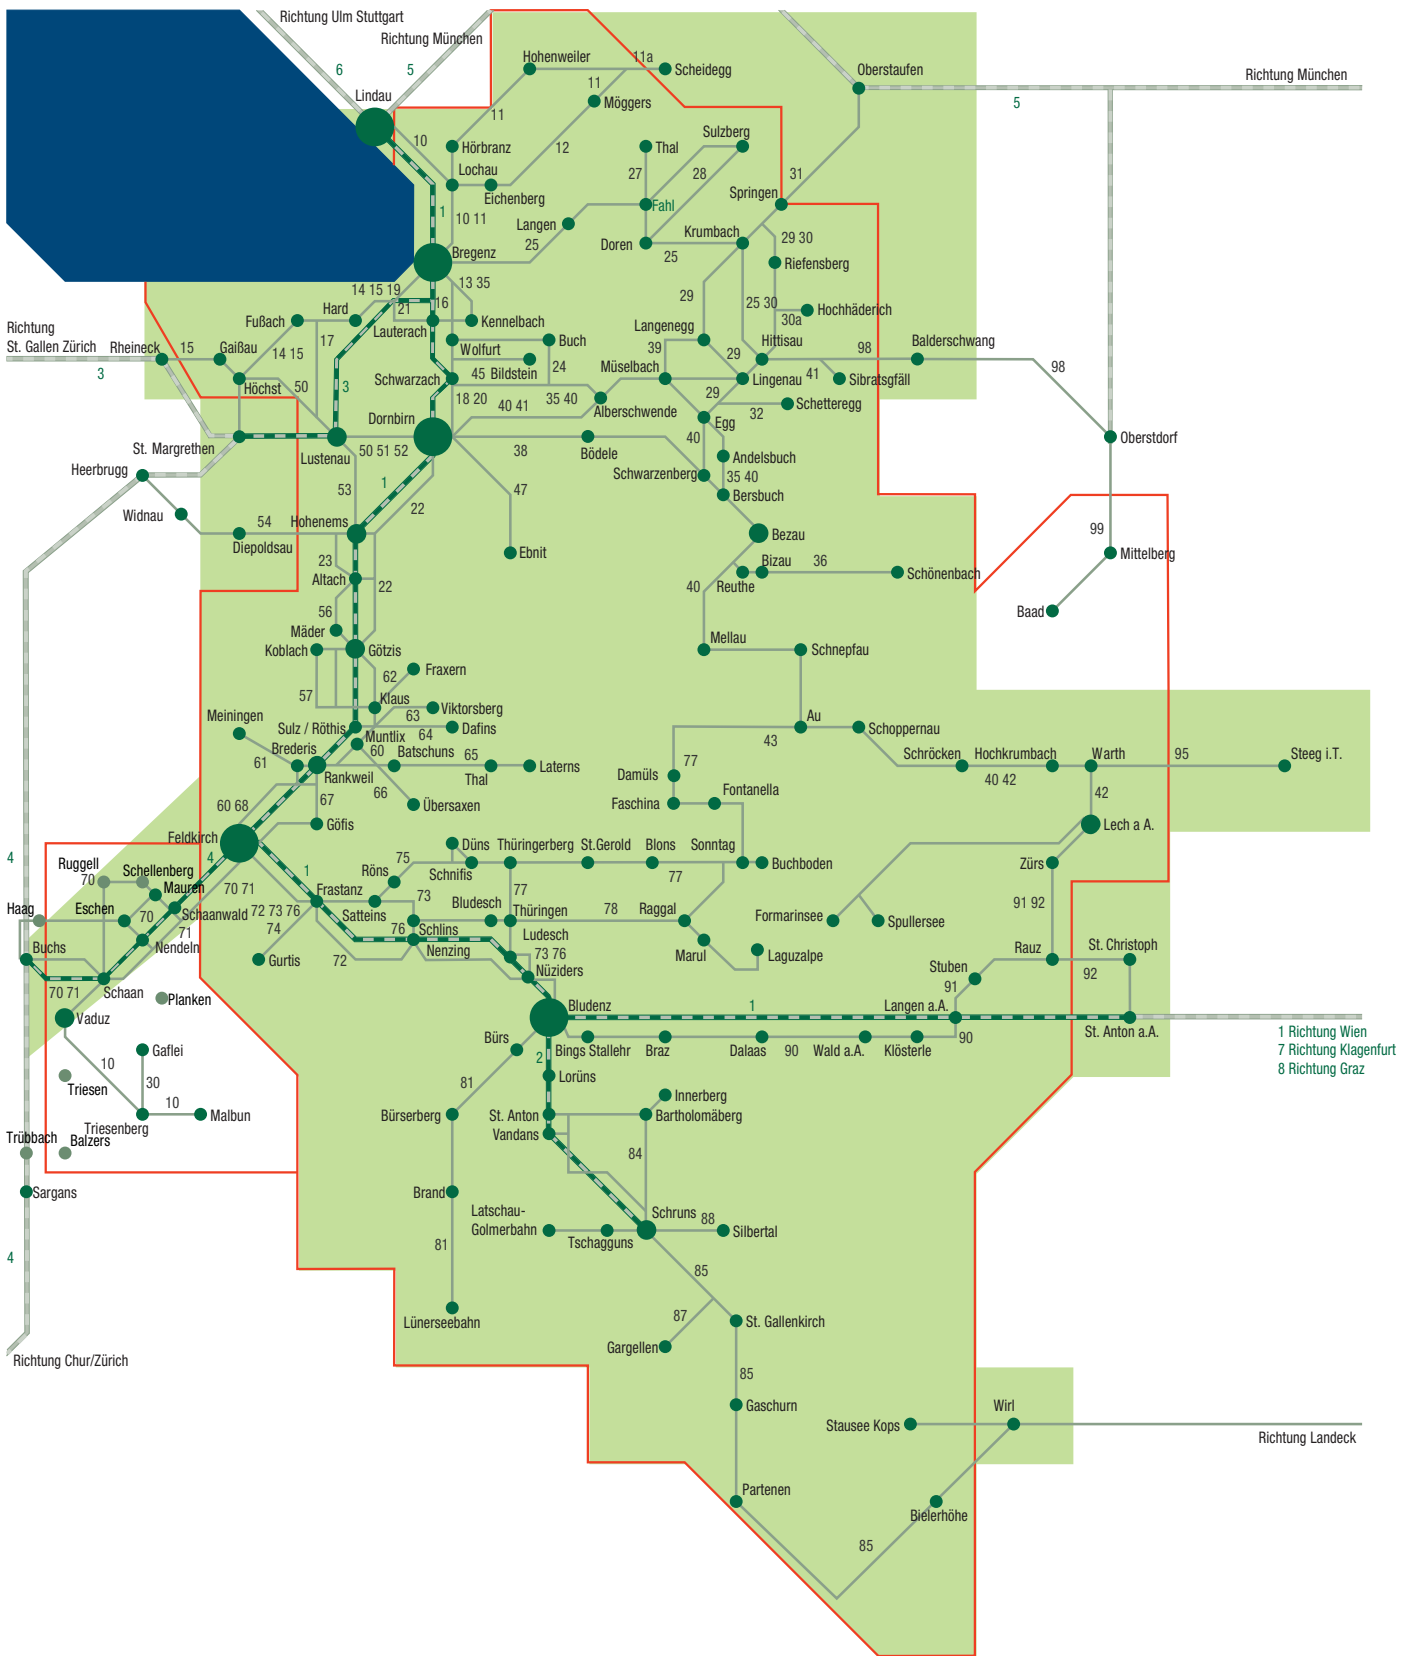 Richtung Ulm Stuttgart
Richtung München
6
5
Lindau
Hohenweiler
11a
Scheidegg
11
Möggers
11
Oberstaufen
Richtung München
5
10
Hörbranz
12
Lochau
Eichenberg
Thal
Sulzberg
27
28
31
Springen
1
10 11
Langen
Fahl
25
Doren
25
Krumbach
29 30
Bregenz
Riefensberg
14 15 19
21
16
13 35
29
25 30
Hochhäderich
30a
Richtung
St. Gallen Zürich
3
Rheineck
15
Fußach
Hard
Gaißau
14 15
17
Lauterach
Kennelbach
Langenegg
Hittisau
98
Balderschwang
98
Wolfurt
Buch
39
29
Müselbach
Höchst
50
3
Schwarzach
45
Bildstein
24
Lingenau
41
Sibratsgfäll
18 20
35 40
Alberschwende
29
32
Schetteregg
Dornbirn
40 41
Egg
St. Margrethen
Lustenau
50 51 52
38
Bödele
40
Andelsbuch
Oberstdorf
Heerbrugg
53
1
22
47
Schwarzenberg
35 40
Bersbuch
Widnau
54
Diepoldsau
Hohenems
Ebnit
Bezau
99
Mittelberg
23
Altach
22
Bizau
36
Reuthe
Schönenbach
40
Baad
56
Mäder
Koblach
Götzis
Mellau
Schnepfau
62
Fraxern
57
Klaus
Viktorsberg
63
Meiningen
Sulz / Röthis
64
Dafins
Au
Schoppernau
43
Muntlix
60
Brederis
Batschuns
65
61
Rankweil
Thal
Laterns
Schröcken
Hochkrumbach
Warth
95
Steeg i.T.
77
Damüls
40 42
66
Übersaxen
Faschina
Fontanella
42
60 68
67
Göfis
Lech a A.
Feldkirch
4
4
1
Düns
Thüringerberg
St.Gerold
Blons
Sonntag
75
Schnifis
Buchboden
Zürs
Röns
77
Ruggell
70
Schellenberg
Mauren
70 71
Frastanz
73
77
91 92
Haag
Eschen
70
Schaanwald
72 73 76
Satteins
Bludesch
Thüringen
78
Raggal
Formarinsee
Spullersee
71
Nendeln
74
76
Schlins
Ludesch
Buchs
Gurtis
72
Nenzing
73 76
Marul
Laguzalpe
Rauz
St. Christoph
Nüziders
Stuben
92
91
70 71
Schaan
Planken
Vaduz
Bludenz
1
Langen a.A.
St. Anton a.A.
1 Richtung Wien
7 Richtung Klagenfurt
8 Richtung Graz
Bürs
Bings Stallehr
Braz
Dalaas
90
Wald a.A.
Klösterle
90
Gaflei
2
10
30
Triesen
81
Lorüns
10
Triesenberg
Malbun
Innerberg
Bürserberg
St. Anton
Bartholomäberg
Vandans
Trübbach
Balzers
84
Sargans
Brand
Latschau-
Golmerbahn
Tschagguns
Schruns
88
Silbertal
4
81
85
Lünerseebahn
87
Gargellen
St. Gallenkirch
Richtung Chur/Zürich
85
Gaschurn
Wirl
Stausee Kops
Richtung Landeck
Partenen
Bielerhöhe
85